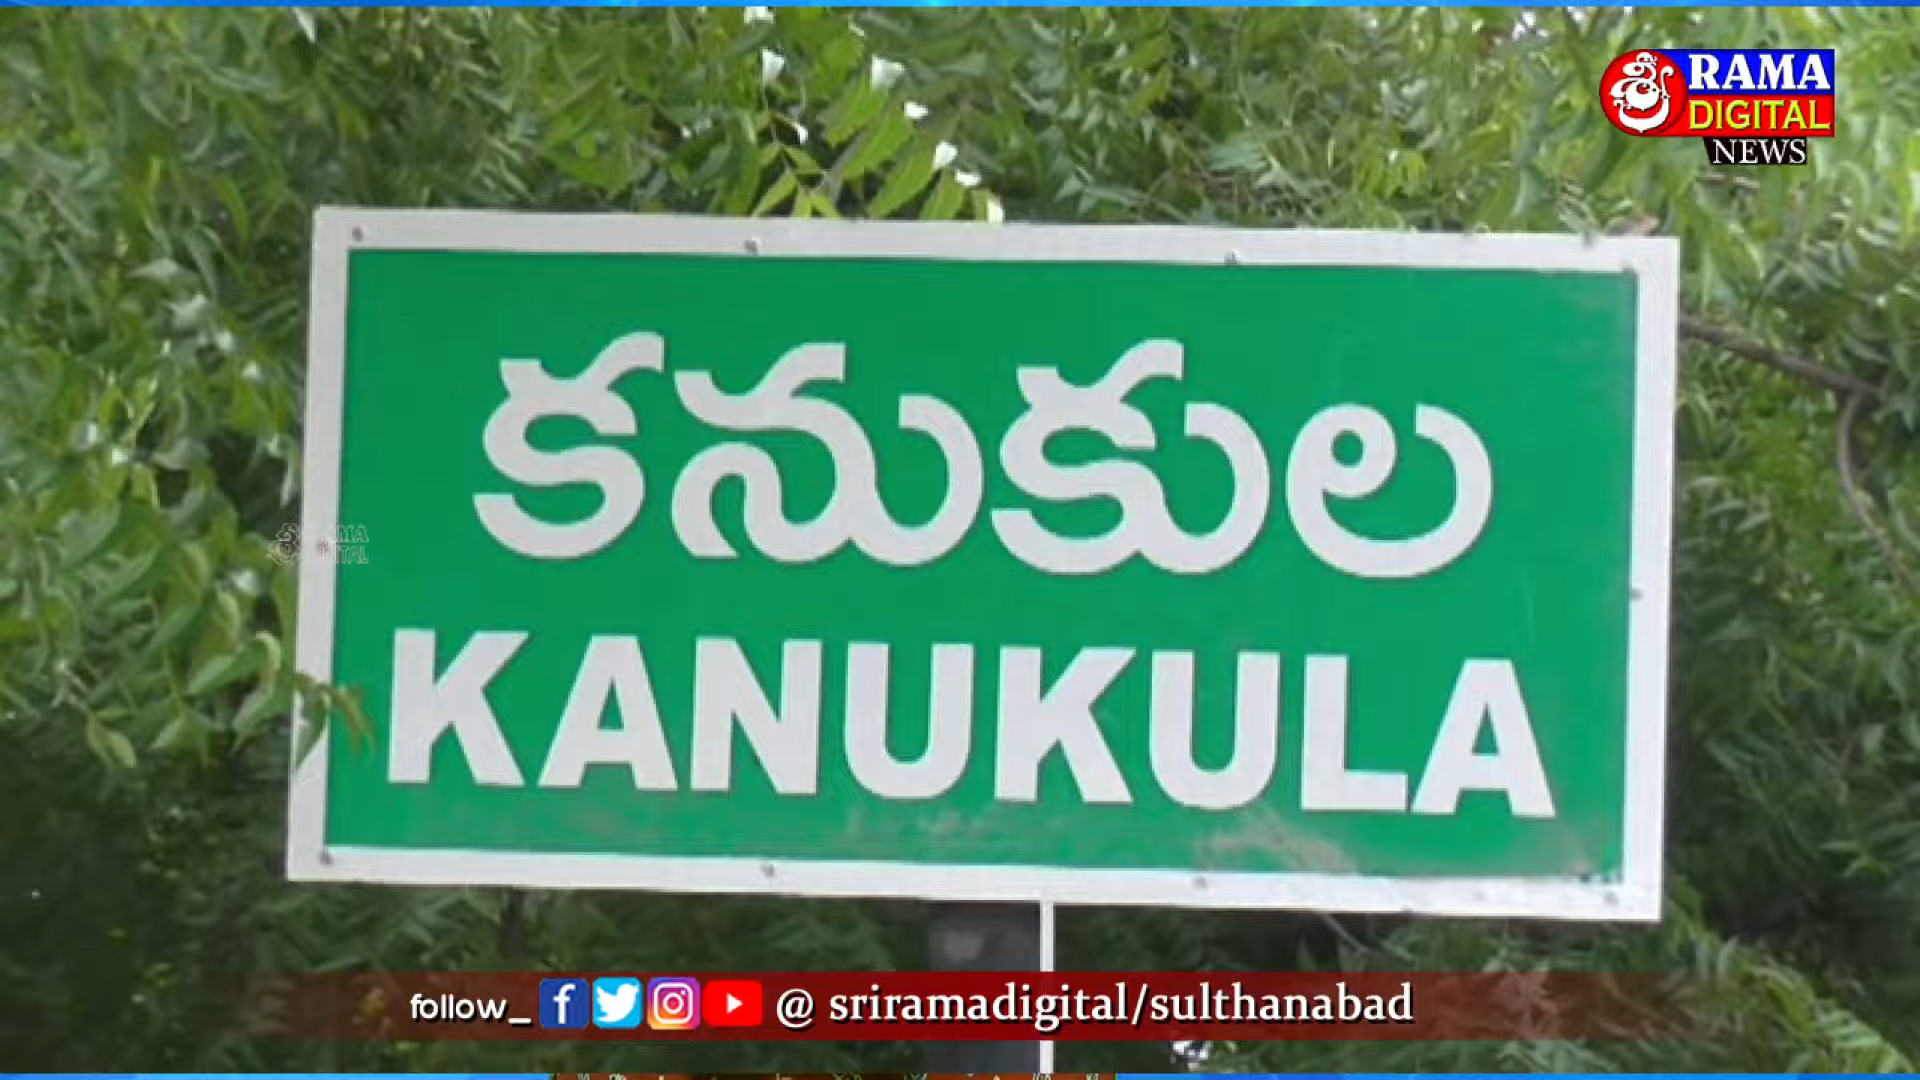 శ్రీ RAMA
DIGITAL
NEWS
కనుకుల
KANUKULA
follow_ @ sriramadigital/sulthanabad